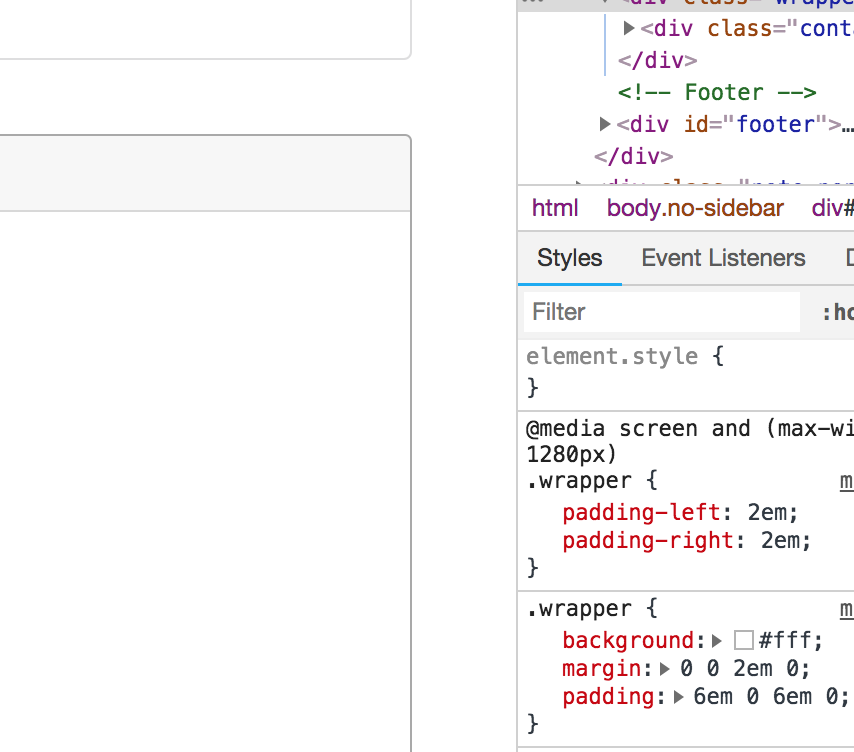 <div class="wrappe
▶<div class="conta
</div>
<!-- Footer -->
▶<div id="footer">…
</div>
html body.no-sidebar div#
Styles Event Listeners
Filter :ho
element.style {
}
@media screen and (max-wi
1280px)
.wrapper { m
padding-left: 2em;
padding-right: 2em;
}
.wrapper { m
background:▶ #fff;
margin:▶ 0 0 2em 0;
padding:▶ 6em 0 6em 0;
}